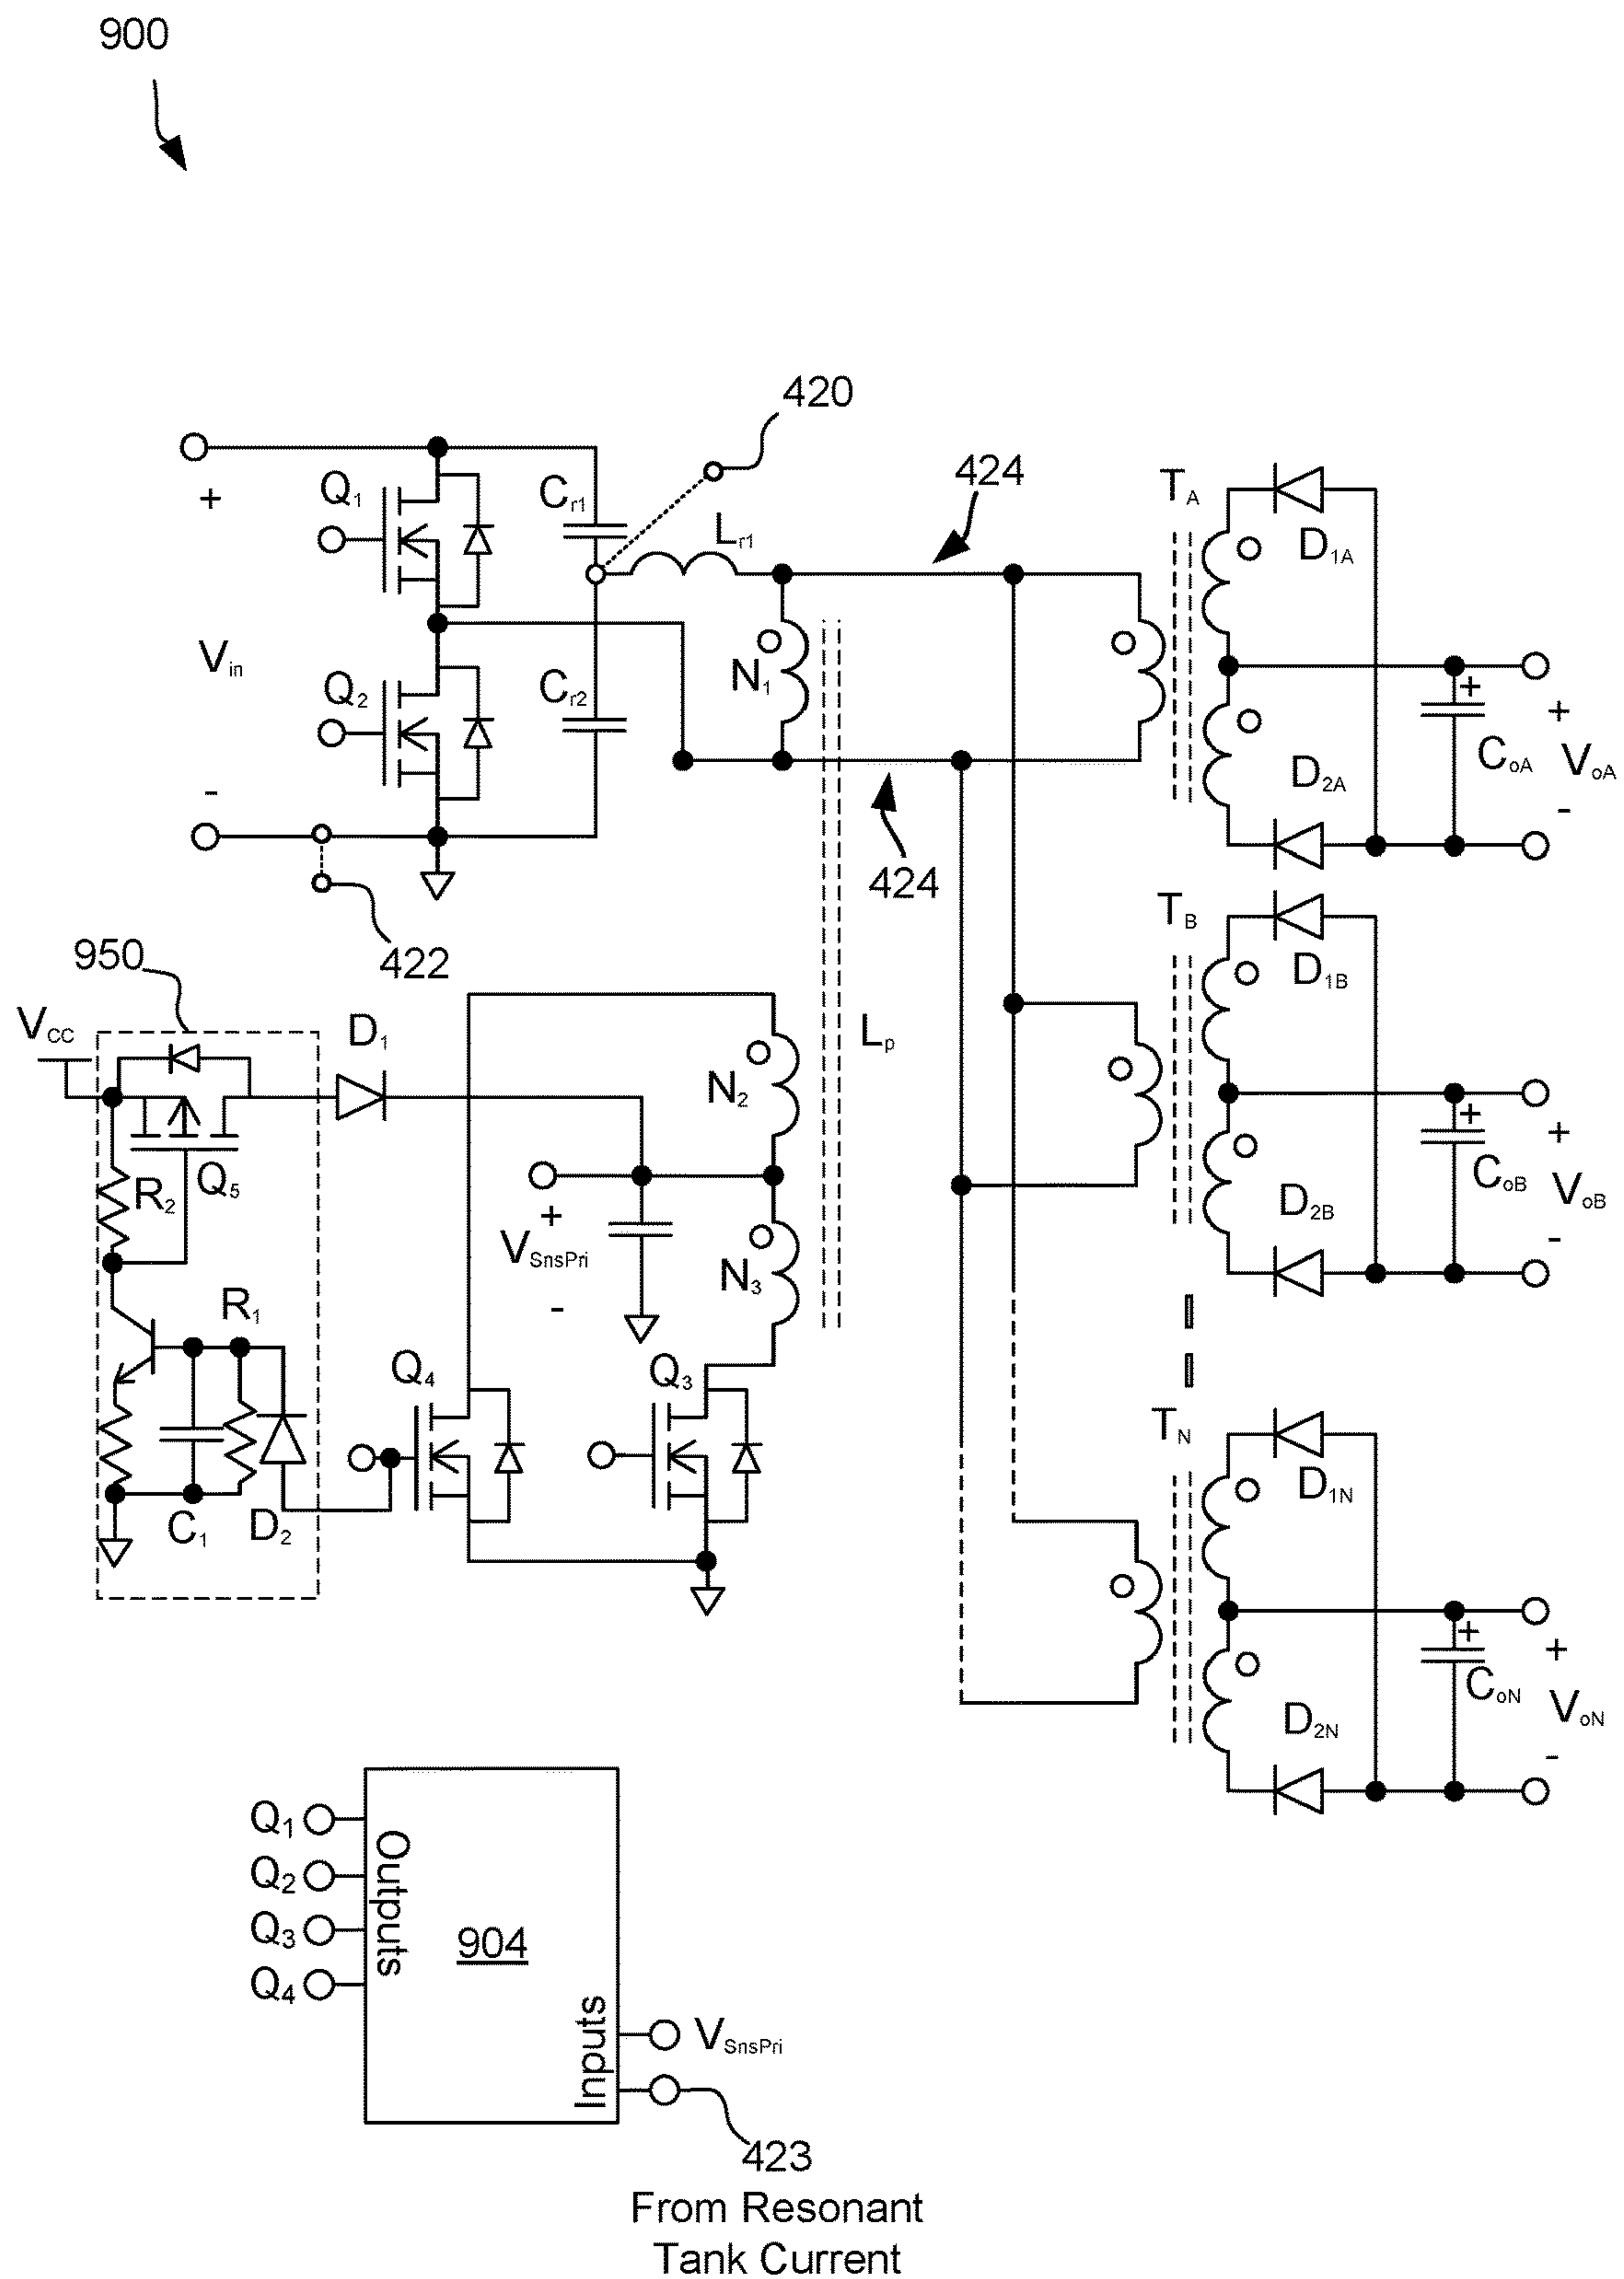 900
420
424
Q1
Cr1
Lr1
TA
D1A
+
Vin
Q2
Cr2
N1
+
+
CoA
VoA
D2A
-
-
424
422
950
TB
D1B
VCC
D1
Lp
N2
R2
Q5
+
VSnsPri
-
N3
+
+
CoB
VoB
D2B
-
R1
Q4
Q3
TN
D1N
C1
D2
+
+
CoN
VoN
D2N
-
Q1
Q2
Q3
Q4
Outputs
904
Inputs
VSnsPri
423
From Resonant
Tank Current